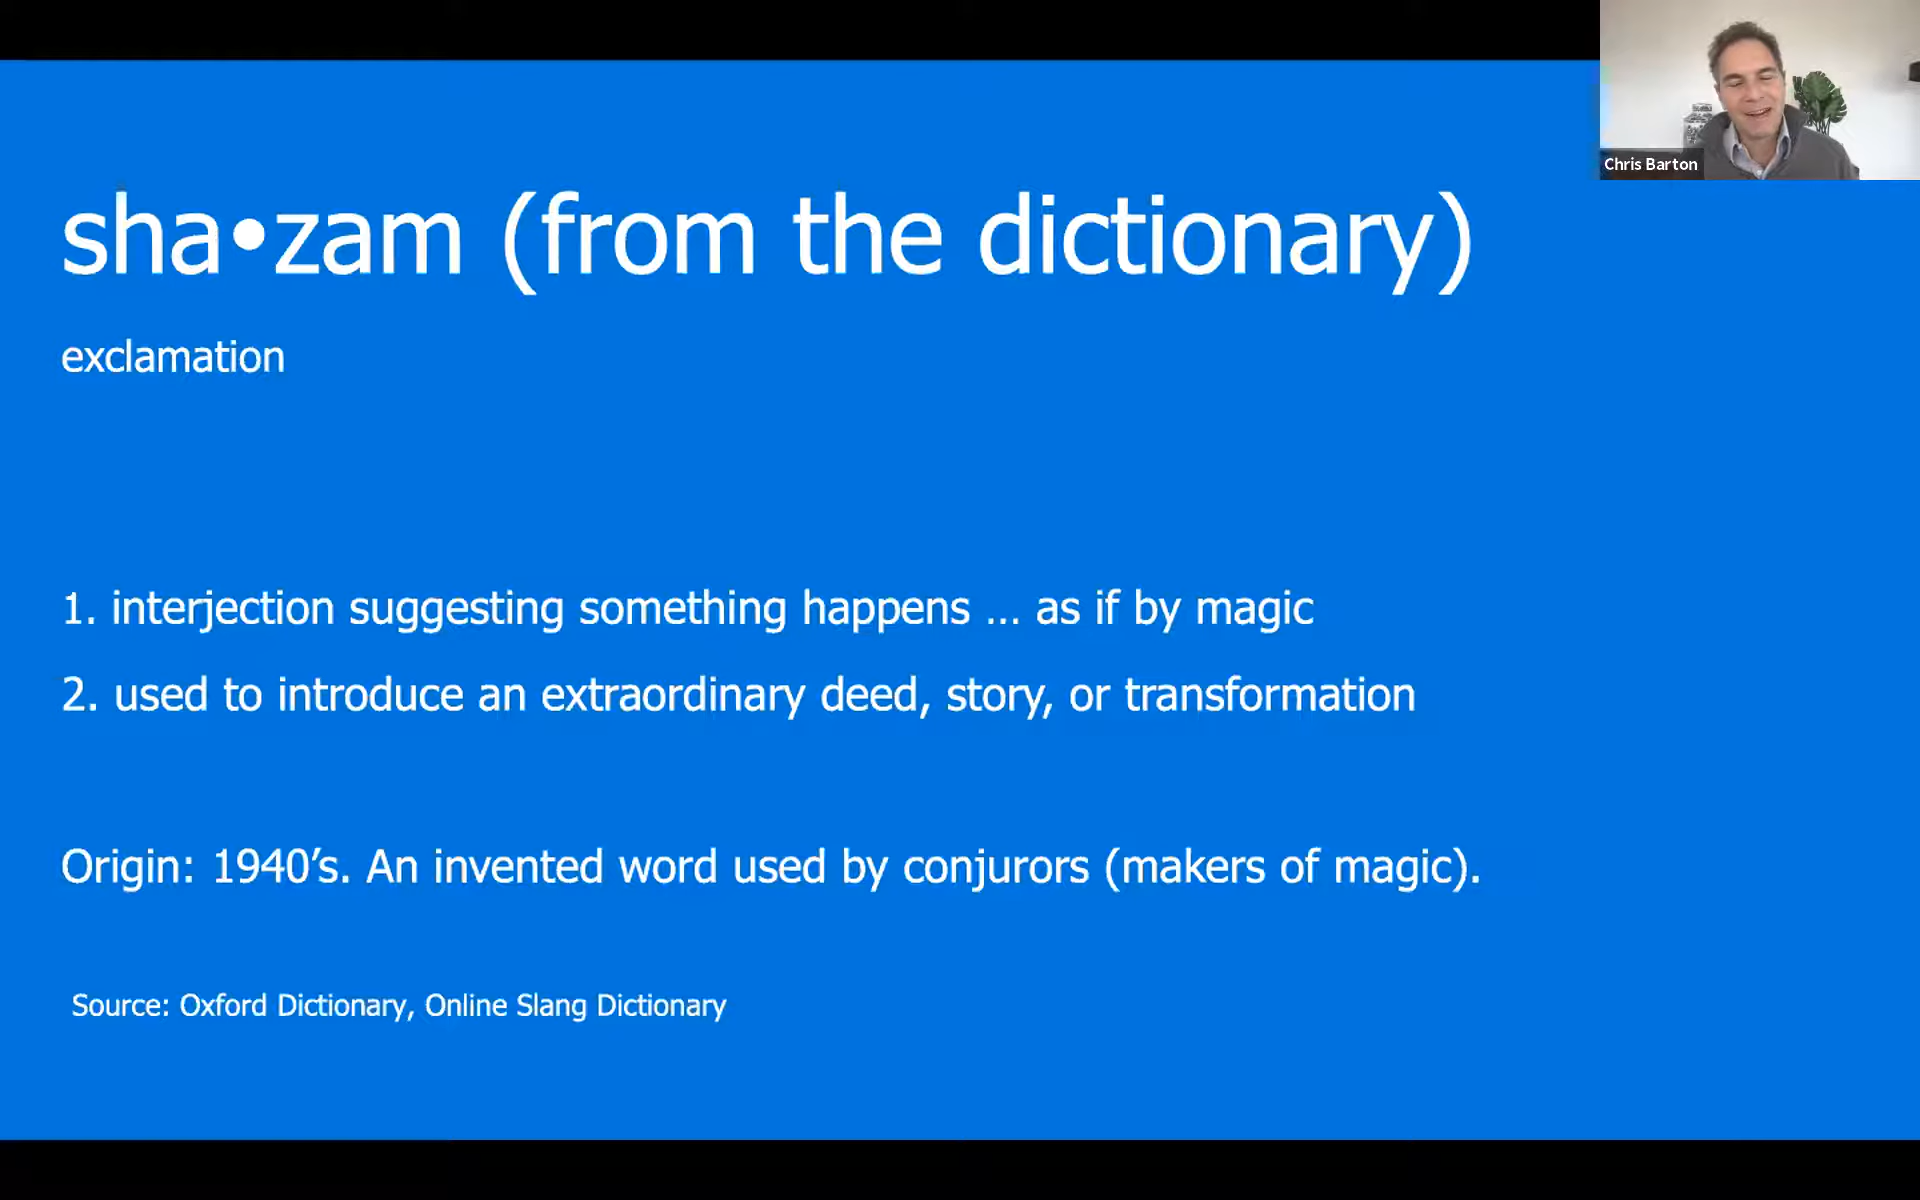 sha•zam (from the dictionary)
exclamation
1. interjection suggesting something happens … as if by magic
2. used to introduce an extraordinary deed, story, or transformation
Origin: 1940’s. An invented word used by conjurors (makers of magic).
Source: Oxford Dictionary, Online Slang Dictionary
Chris Barton